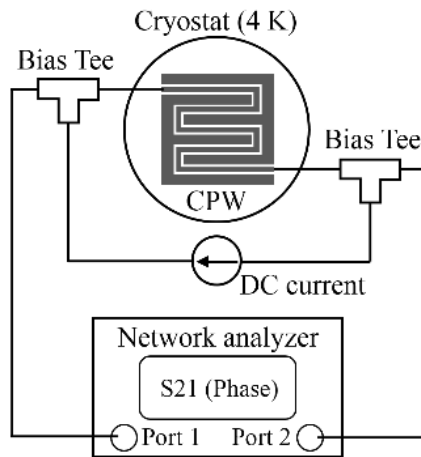 Cryostat (4 K)
Bias Tee
Bias Tee
CPW
DC current
Network analyzer
S21 (Phase)
Port 1
Port 2